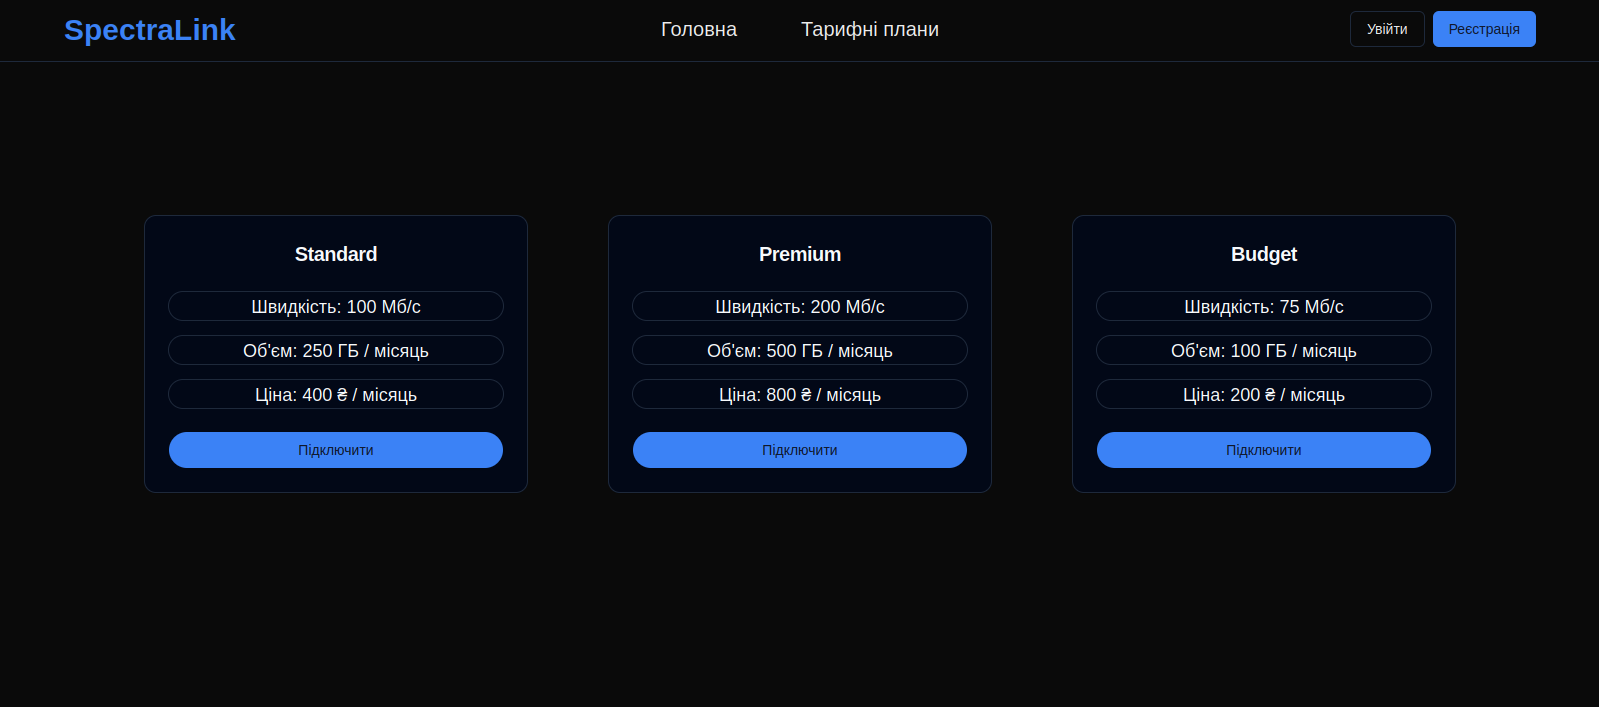 SpectraLink
Головна
Тарифні плани
Увійти
Реєстрація
Standard
Швидкість: 100 Мб/с
Об'єм: 250 ГБ / місяць
Ціна: 400 ₴ / місяць
Підключити
Premium
Швидкість: 200 Мб/с
Об'єм: 500 ГБ / місяць
Ціна: 800 ₴ / місяць
Підключити
Budget
Швидкість: 75 Мб/с
Об'єм: 100 ГБ / місяць
Ціна: 200 ₴ / місяць
Підключити